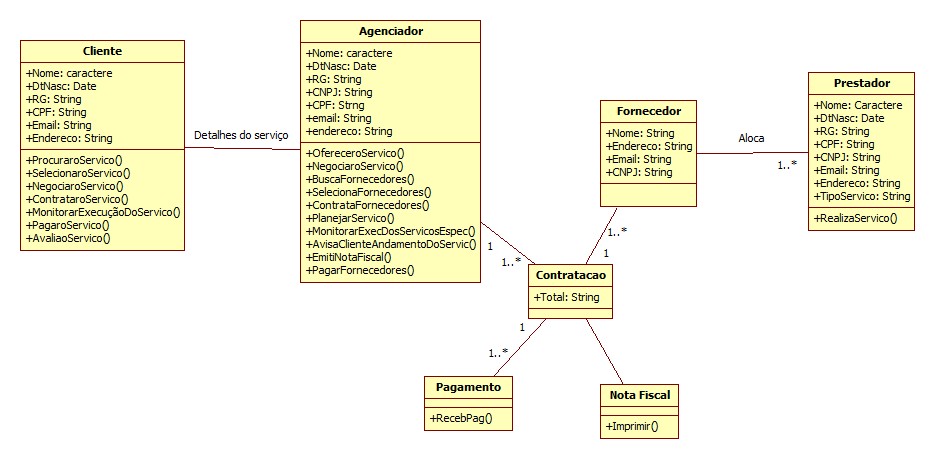 Cliente
+Nome: caractere
+DtNasc: Date
+RG: String
+CPF: String
+Email: String
+Endereco: String
+ProcuraroServico()
+SelecionaroServico()
+NegociaroServico()
+ContrataroServico()
+MonitorarExecuçãoDoServico()
+PagaroServico()
+AvaliaoServico()
Detalhes do serviço
Agenciador
+Nome: caractere
+DtNasc: Date
+RG: String
+CNPJ: String
+CPF: String
+email: String
+endereco: String
+OfereceroServico()
+NegociaroServico()
+BuscaFornecedores()
+SelecionaFornecedores()
+ContrataFornecedores()
+PlanejarServico()
+MonitorarExecDosServicosEspec()
+AvisaClienteAndamentoDoServic()
+EmitiNotaFiscal()
+PagarFornecedores()
1
1..*
Fornecedor
+Nome: String
+Endereco: String
+Email: String
+CNPJ: String
Aloca
1..*
Prestador
+Nome: Caractere
+DtNasc: Date
+RG: String
+CPF: String
+CNPJ: String
+Email: String
+Endereco: String
+TipoServico: String
+RealizaServico()
1..*
1
Contratacao
+Total: String
1
1..*
Pagamento
+RecebPag()
Nota Fiscal
+Imprimir()